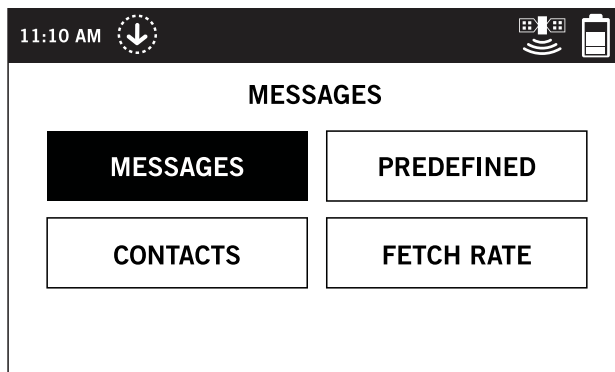 11:10 AM
MESSAGES
MESSAGES PREDEFINED
CONTACTS FETCH RATE